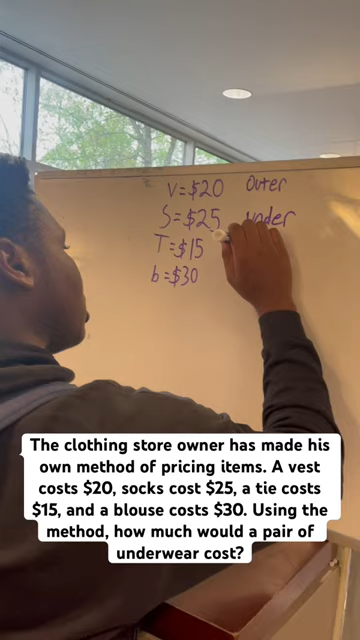 V=$20 Outer
S=$25 under
T=$15
b=$30
The clothing store owner has made his
own method of pricing items. A vest
costs $20, socks cost $25, a tie costs
$15, and a blouse costs $30. Using the
method, how much would a pair of
underwear cost?